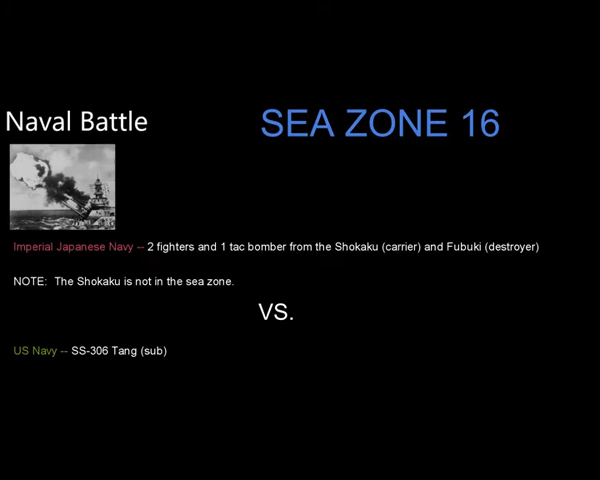 Naval Battle
SEA ZONE 16
Imperial Japanese Navy -- 2 fighters and 1 tac bomber from the Shokaku (carrier) and Fubuki (destroyer)
NOTE: The Shokaku is not in the sea zone.
VS.
US Navy -- SS-306 Tang (sub)